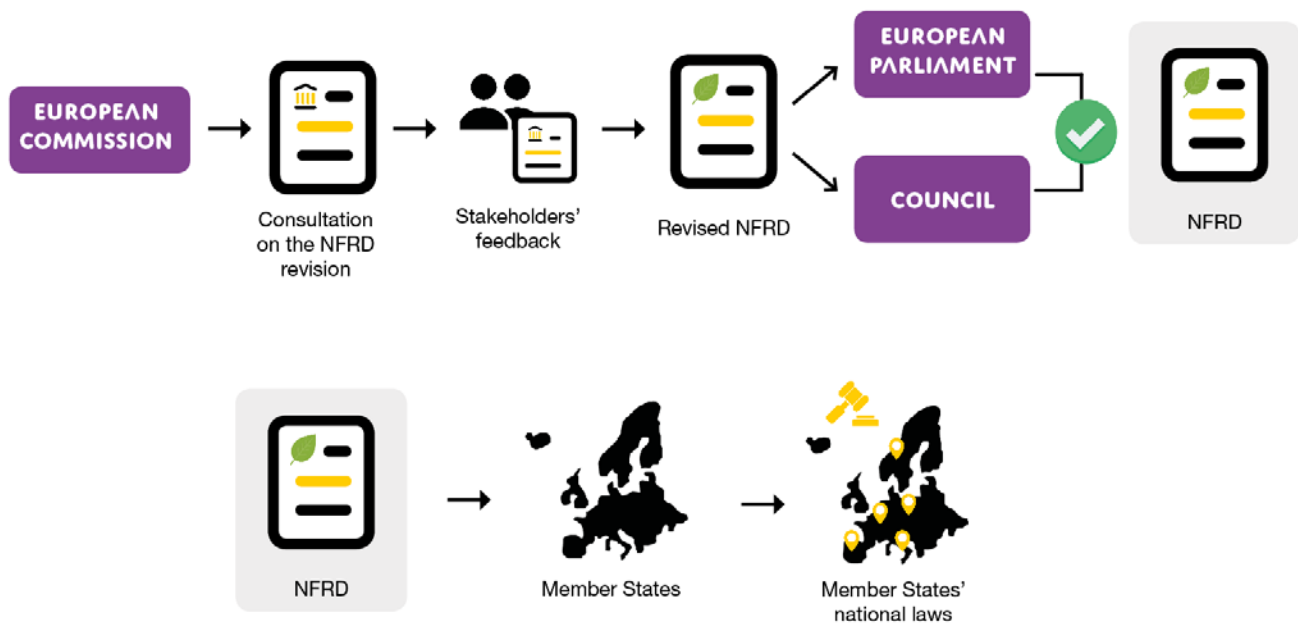 EUROPEAN
COMMISSION
Consultation
on the NFRD
revision
Stakeholders'
feedback
Revised NFRD
EUROPEAN
PARLIAMENT
COUNCIL
NFRD
NFRD
Member States
Member States'
national laws